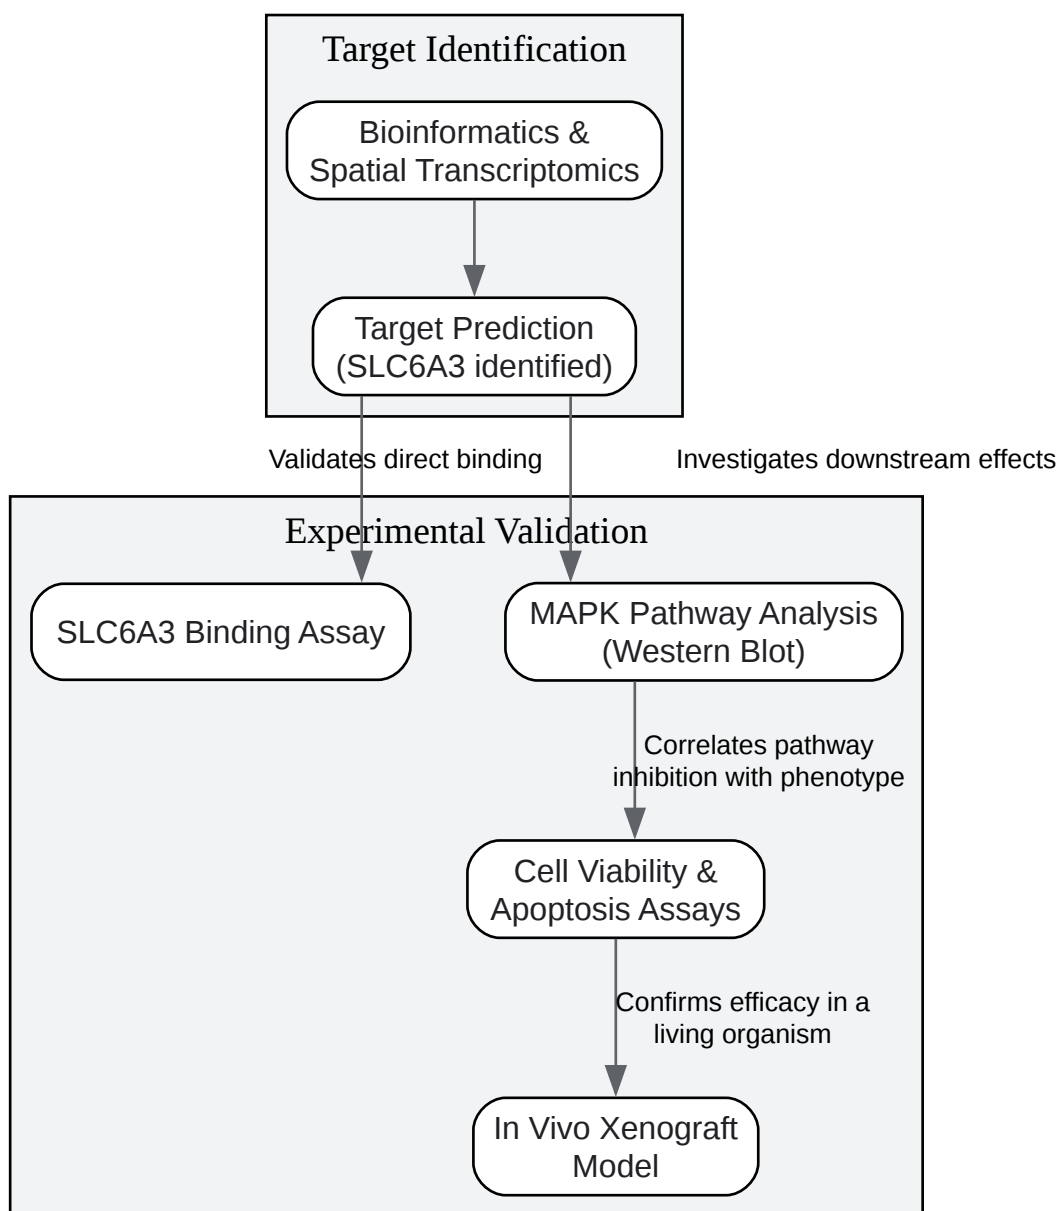 Target Identification
Bioinformatics &
Spatial Transcriptomics
Target Prediction
(SLC6A3 identified)
Validates direct binding
Investigates downstream effects
Experimental Validation
SLC6A3 Binding Assay
MAPK Pathway Analysis
(Western Blot)
Correlates pathway
inhibition with phenotype
Cell Viability &
Apoptosis Assays
Confirms efficacy in a
living organism
In Vivo Xenograft
Model